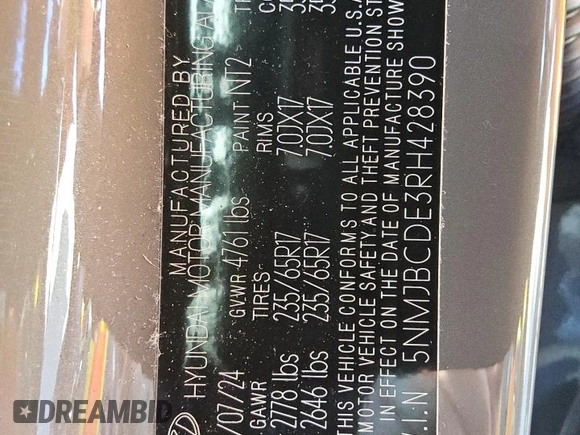 MANUFACTURED BY
HYUNDAI MOTOR MANUFACTURING
/07/24 GVWR 4761 lbs PAINT NT2
GAWR TIRES RIMS
2778 lbs 235/65R17 7.0JX17
2646 lbs 235/65R17 7.0JX17
THIS VEHICLE CONFORMS TO ALL APPLICABLE U.S.A
MOTOR VEHICLE SAFETY AND THEFT PREVENTION ST
IN EFFECT ON THE DATE OF MANUFACTURE SHOW
V.I.N 5NMJBCDE3RH428390
DREAMBID